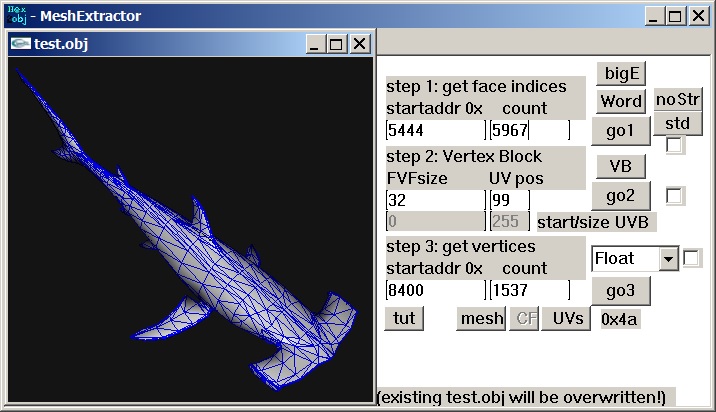 Hex
obj - MeshExtractor
test.obj
bigE
step 1: get face indices
Word noStr
startaddr 0x count
5444 5967 go1 std
step 2: Vertex Block
VB
FVFsize UV pos
32 99 go2
0 255 start/size UVB
step 3: get vertices
Float
startaddr 0x count
8400 1537 go3
tut mesh CF UVs 0x4a
(existing test.obj will be overwritten!)